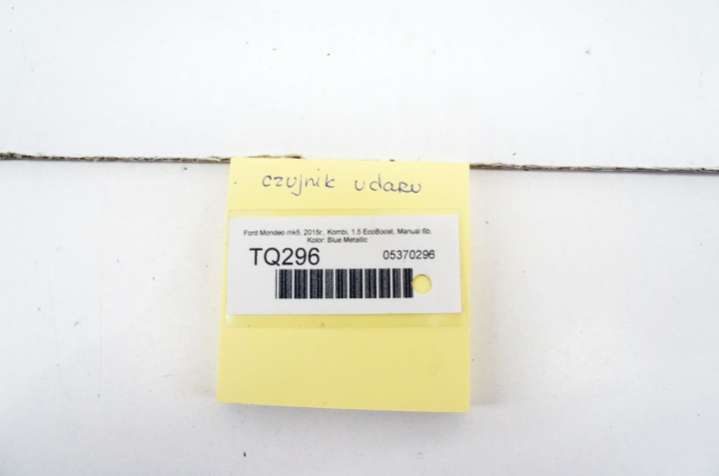 czujnik udaru
Ford Mondeo mk5, 2015r., Kombi, 1.5 EcoBoost, Manual 6b,
Kolor: Blue Metallic
TQ296 05370296